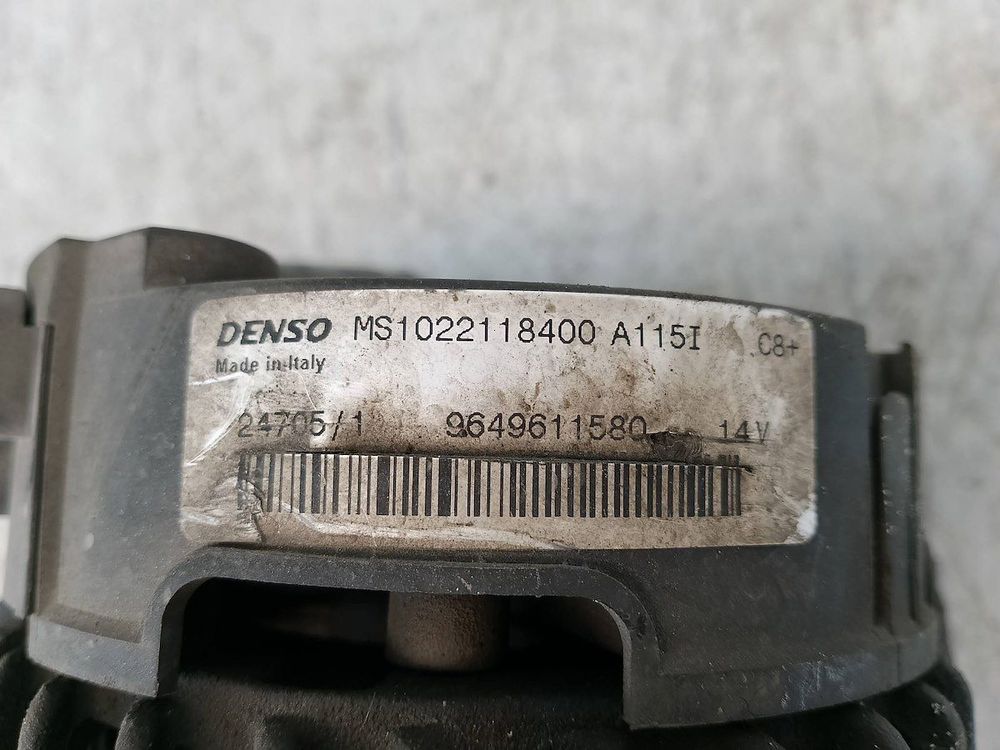 DENSO MS1022118400 A115I C8+
Made in Italy
24705/1 9649611580 14V